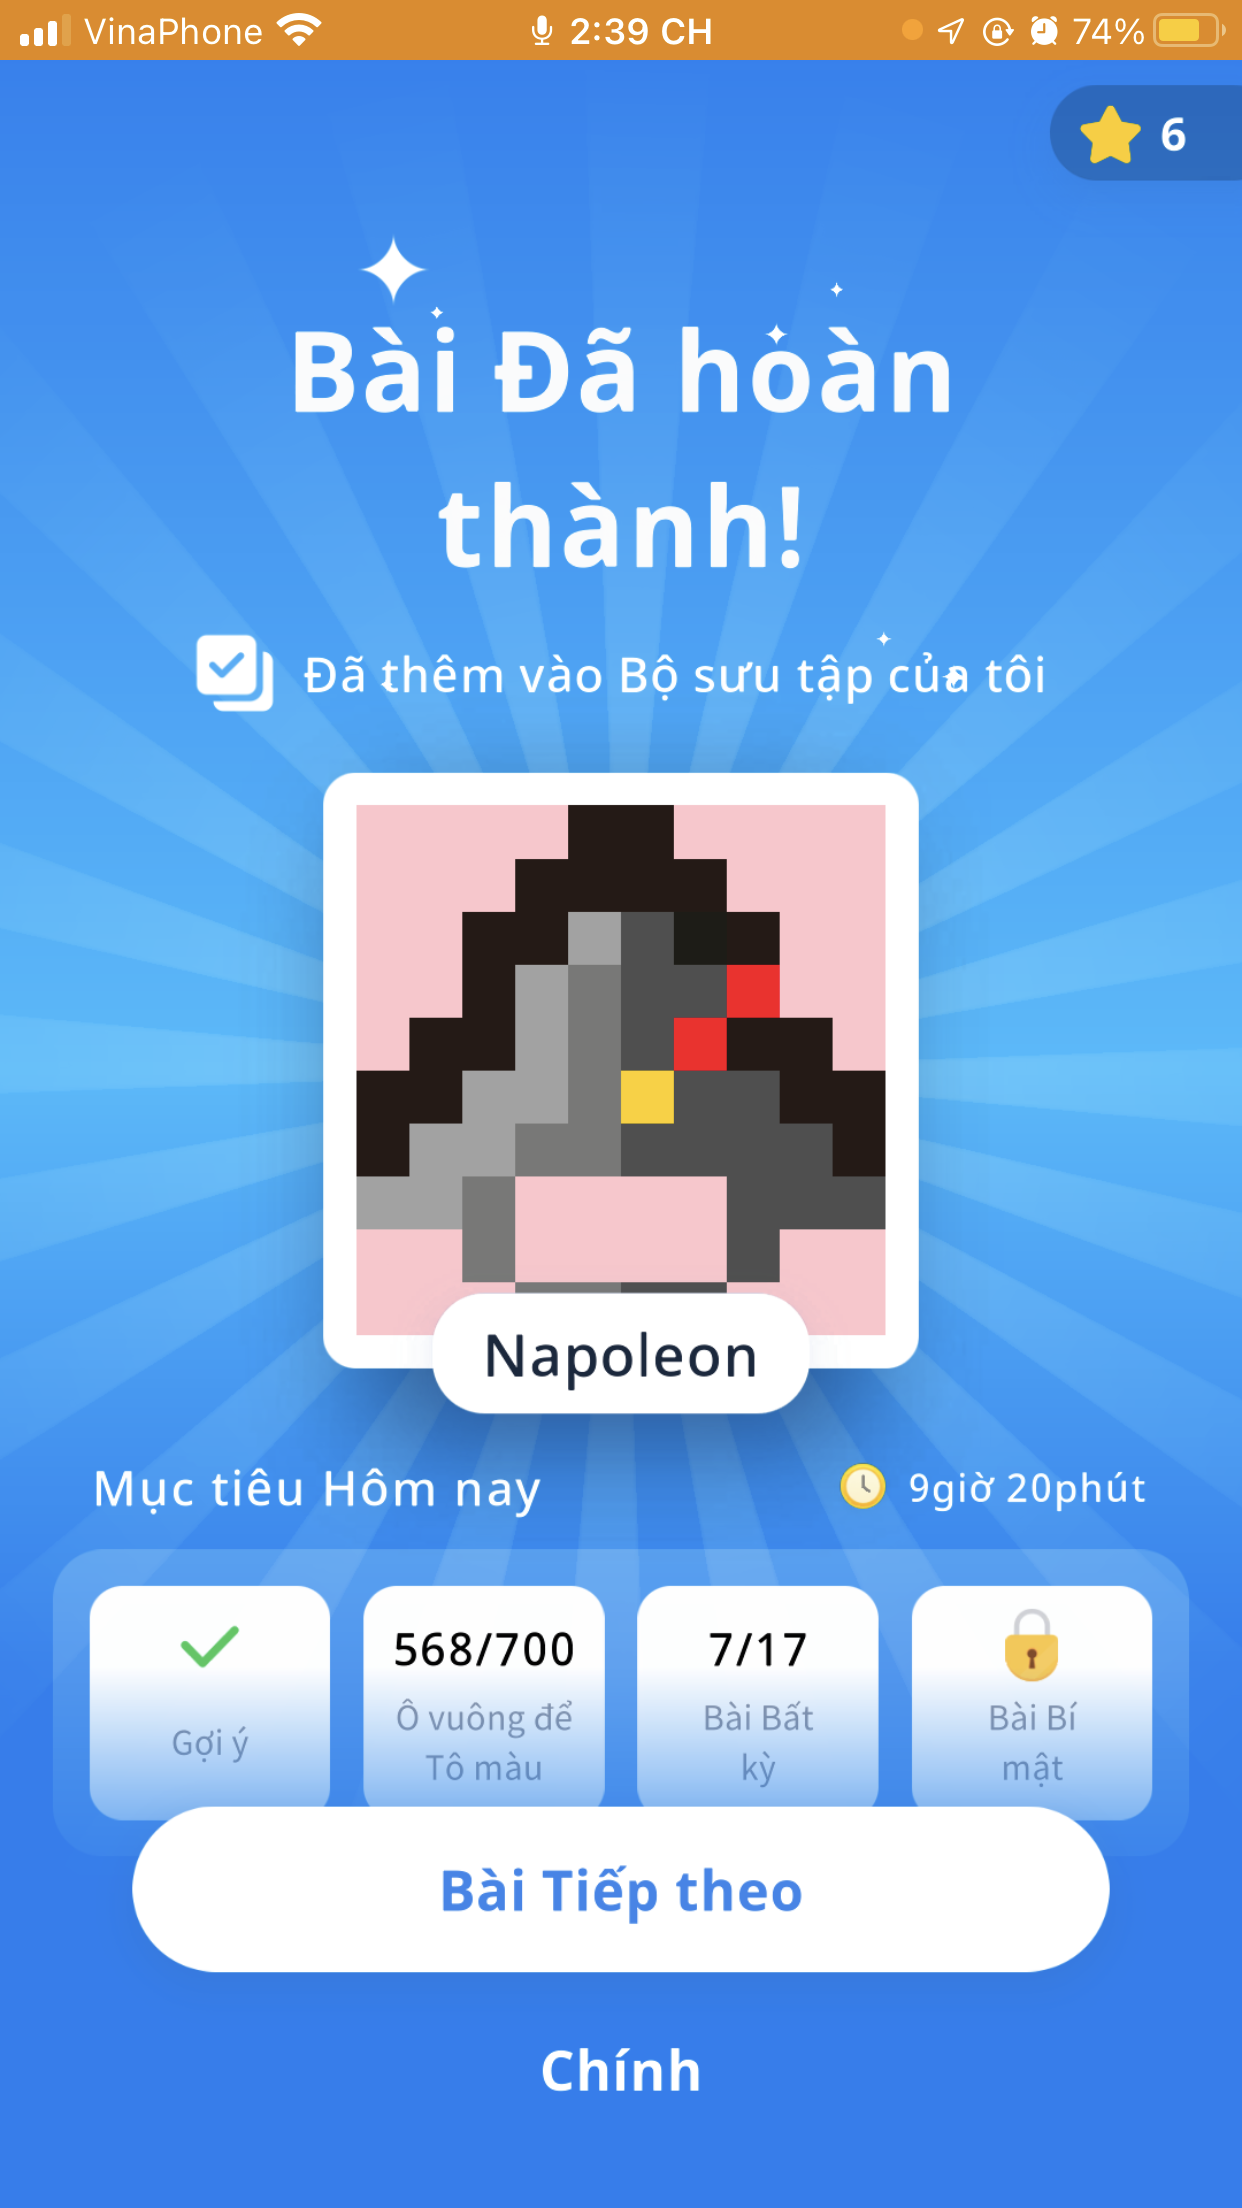 VinaPhone 2:39 CH 74%
6
Bài Đã hoàn
thành!
Đã thêm vào Bộ sưu tập của tôi
Napoleon
Mục tiêu Hôm nay 9giờ 20phút
Gợi ý
568/700
Ô vuông để
Tô màu
7/17
Bài Bất
kỳ
Bài Bí
mật
Bài Tiếp theo
Chính